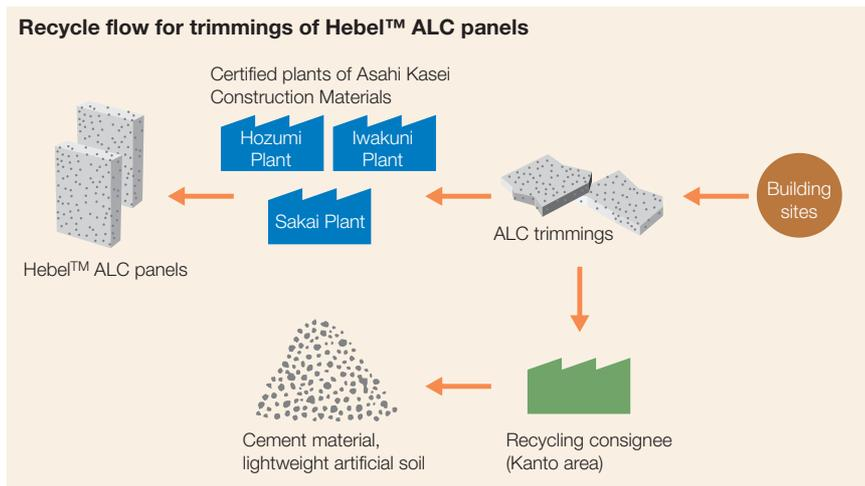 Recycle flow for trimmings of Hebel™ ALC panels
Certified plants of Asahi Kasei
Construction Materials
Hozumi
Plant
Iwakuni
Plant
Sakai Plant
Building
sites
ALC trimmings
Hebel™ ALC panels
Cement material,
lightweight artificial soil
Recycling consignee
(Kanto area)